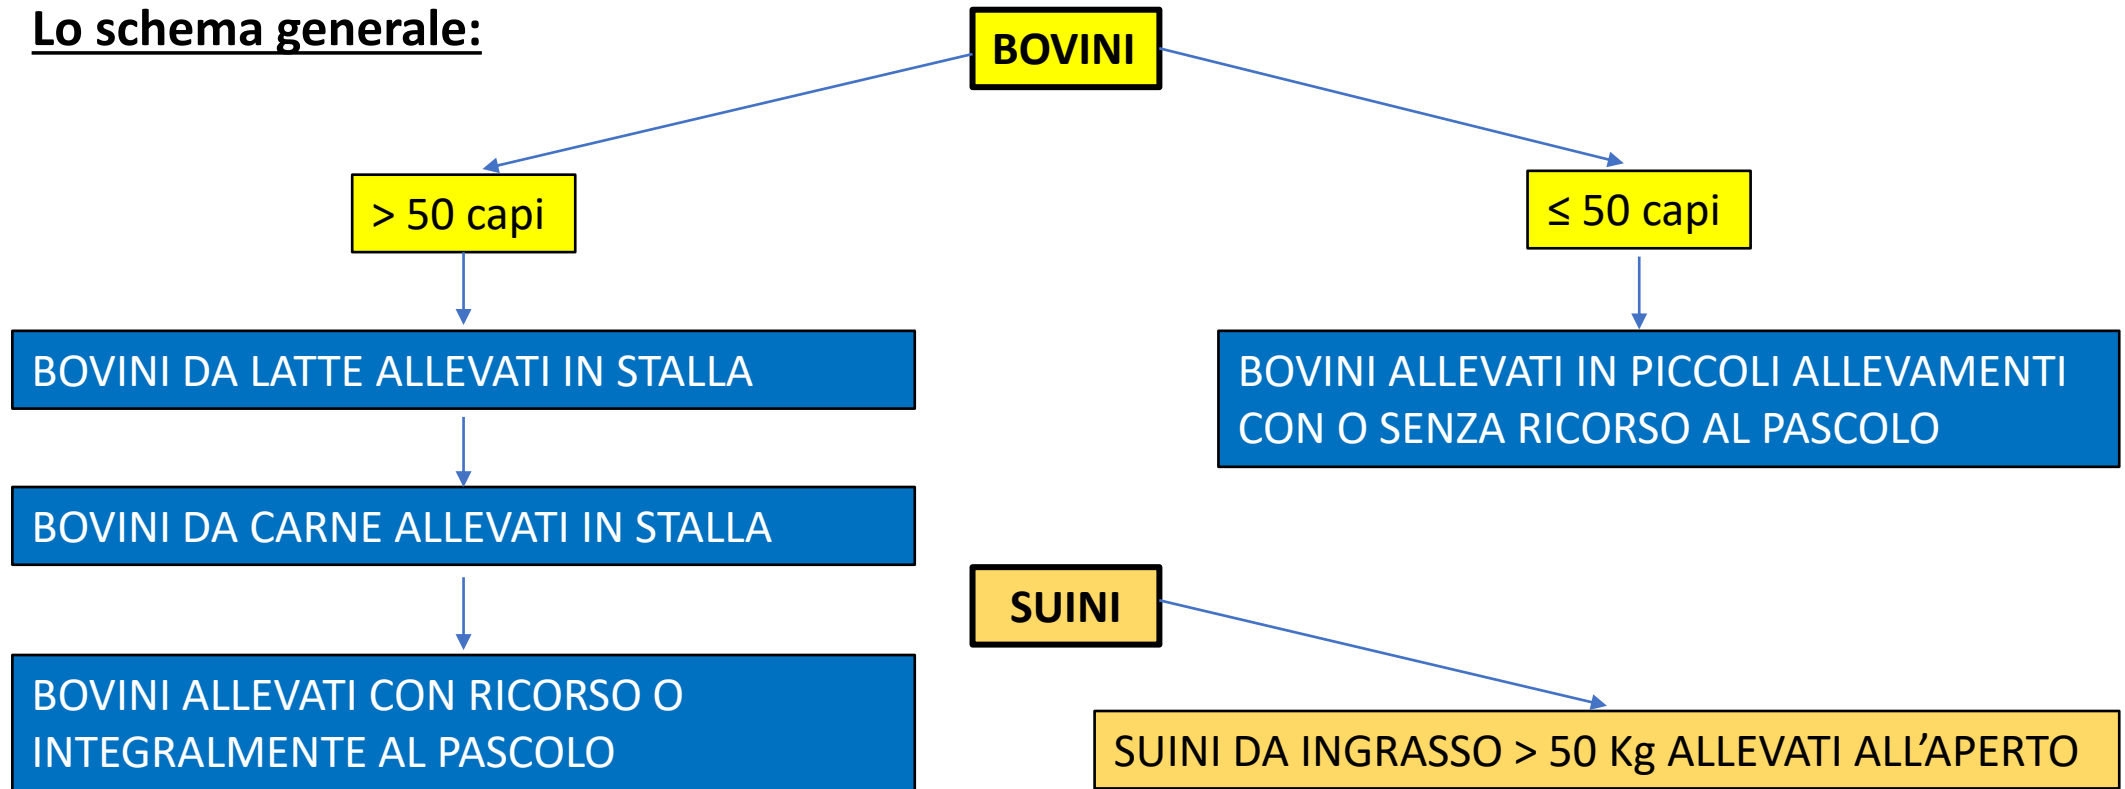 Lo schema generale:
BOVINI
> 50 capi
≤ 50 capi
BOVINI DA LATTE ALLEVATI IN STALLA
BOVINI ALLEVATI IN PICCOLI ALLEVAMENTI
CON O SENZA RICORSO AL PASCOLO
BOVINI DA CARNE ALLEVATI IN STALLA
SUINI
BOVINI ALLEVATI CON RICORSO O
INTEGRALMENTE AL PASCOLO
SUINI DA INGRASSO > 50 Kg ALLEVATI ALL’APERTO